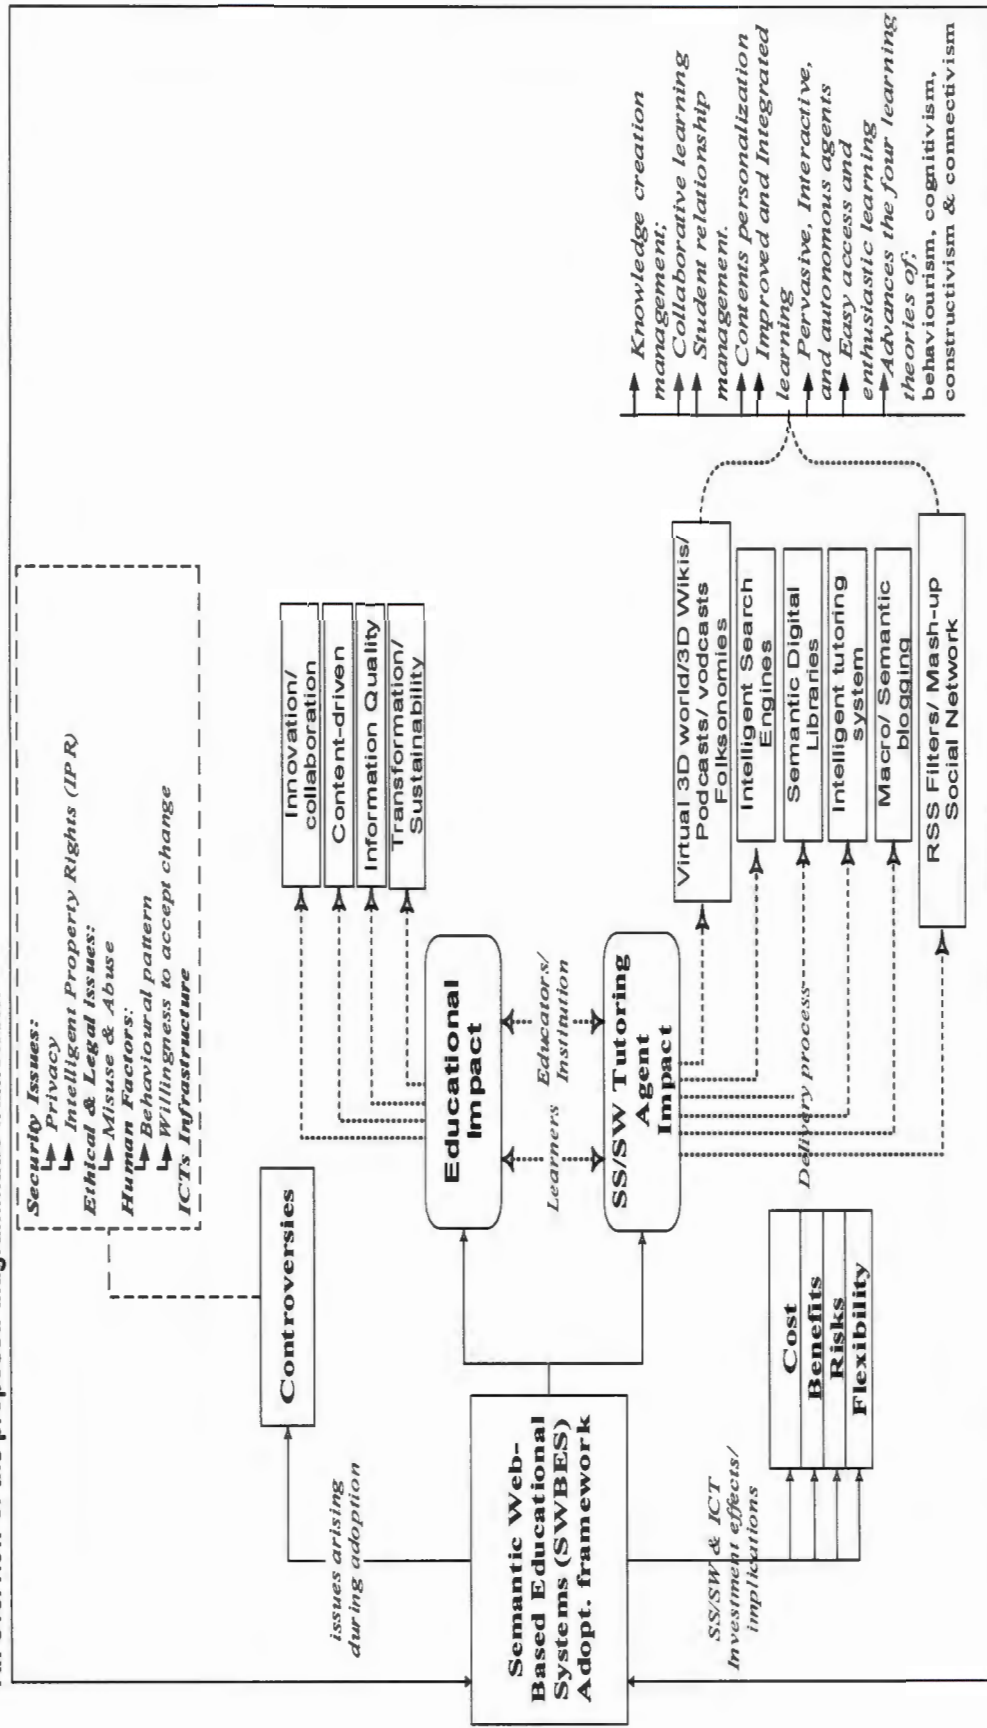 Security Issues:
Privacy
Intelligent Property Rights (IPR)
Ethical & Legal issues:
Misuse & Abuse
Human Factors:
Behavioural pattern
Willingness to accept change
ICTs Infrastructure
Controversies
issues arising
during adoption
Semantic Web-
Based Educational
Systems (SWBES)
Adopt. framework
SS/SW & ICT
Investment effects/
implications
Cost
Benefits
Risks
Flexibility
Educational
Impact
Learners
Educators/
Institution
SS/SW Tutoring
Agent
Impact
Delivery process
Innovation/
collaboration
Content-driven
Information Quality
Transformation/
Sustainability
Virtual 3D world/3D Wikis/
Podcasts/ vodcasts
Folksonomies
Intelligent Search
Engines
Semantic Digital
Libraries
Intelligent tutoring
system
Macro/ Semantic
blogging
RSS Filters/ Mash-up
Social Network
Knowledge creation
management;
Collaborative learning
Student relationship
management.
Contents personalization
Improved and Integrated
learning
Pervasive, Interactive,
and autonomous agents
Easy access and
enthusiastic learning
Advances the four learning
theories of;
behaviourism, cognitivism,
constructivism & connectivism